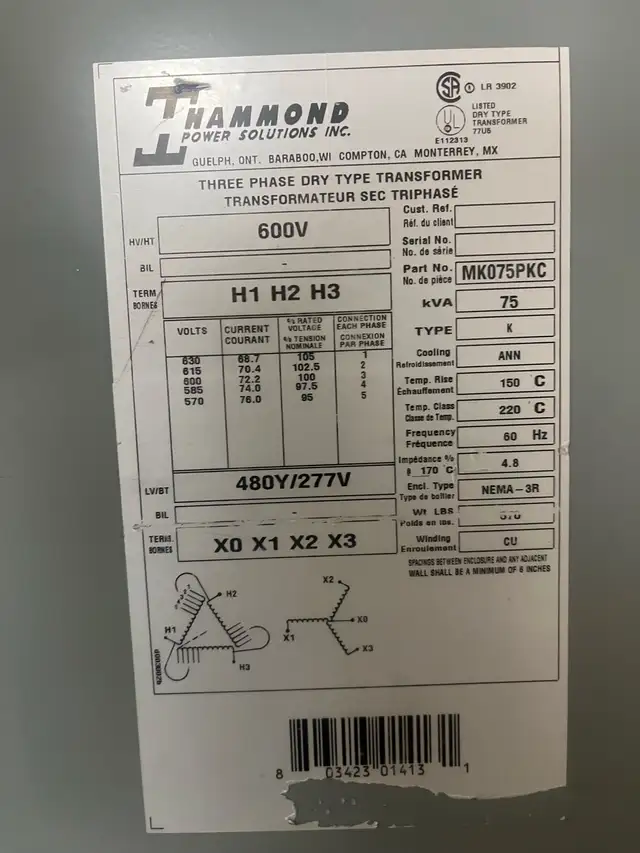 HAMMOND
POWER SOLUTIONS INC.
GUELPH, ONT. BARABOO,WI COMPTON, CA MONTERREY, MX
SA
LR 3902
UL
LISTED
DRY TYPE
TRANSFORMER
77U5
E112313
THREE PHASE DRY TYPE TRANSFORMER
TRANSFORMATEUR SEC TRIPHASÉ
HV/HT 600V
BIL -
TERM. BORNES H1 H2 H3
VOLTS CURRENT COURANT % RATED VOLTAGE % TENSION NOMINALE CONNECTION EACH PHASE CONNEXION PAR PHASE
630 68.7 105 1
615 70.4 102.5 2
600 72.2 100 3
585 74.0 97.5 4
570 76.0 95 5
LV/BT 480Y/277V
BIL -
TERM. BORNES X0 X1 X2 X3
Cust. Ref.
Réf. du client
Serial No.
No. de série
Part No.
No. de pièce MK075PKC
kVA 75
TYPE K
Cooling
Refroidissement ANN
Temp. Rise
Échauffement 150 C
Temp. Class
Classe de Temp. 220 C
Frequency
Fréquence 60 Hz
Impédance %
@ 170 °C 4.8
Encl. Type
Type de boîtier NEMA-3R
Wt LBS
Poids en lbs.
Winding
Enroulement CU
SPACINGS BETWEEN ENCLOSURE AND ANY ADJACENT
WALL SHALL BE A MINIMUM OF 6 INCHES
H1
H2
H3
X2
X0
X1
X3
8 03423 01413 1